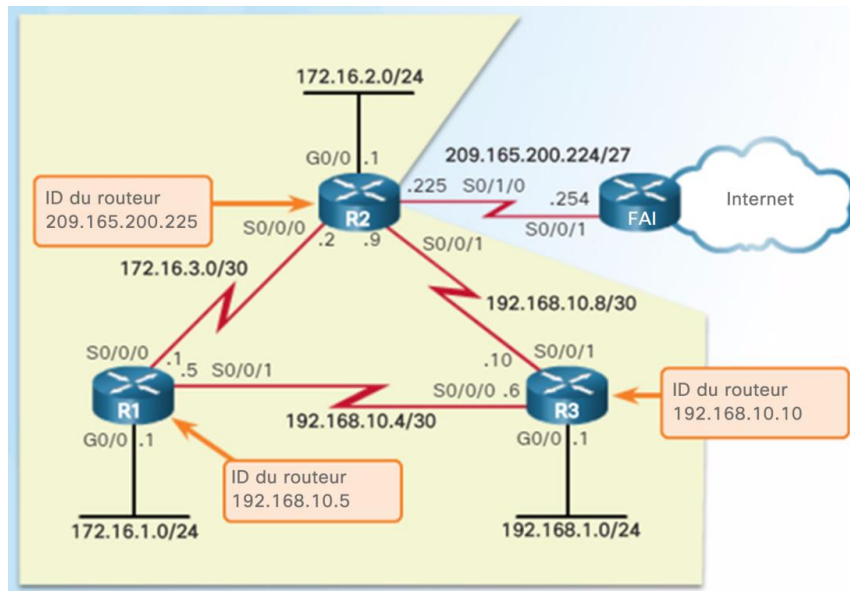 172.16.2.0/24
G0/0
.1
209.165.200.224/27
ID du routeur
209.165.200.225
.225
S0/1/0
.254
Internet
R2
FAI
S0/0/0
.2
.9
S0/0/1
S0/0/1
172.16.3.0/30
192.168.10.8/30
S0/0/0
.1
.10
S0/0/1
.5
S0/0/1
S0/0/0
.6
ID du routeur
192.168.10.10
R1
R3
192.168.10.4/30
G0/0
.1
G0/0
.1
ID du routeur
192.168.10.5
172.16.1.0/24
192.168.1.0/24